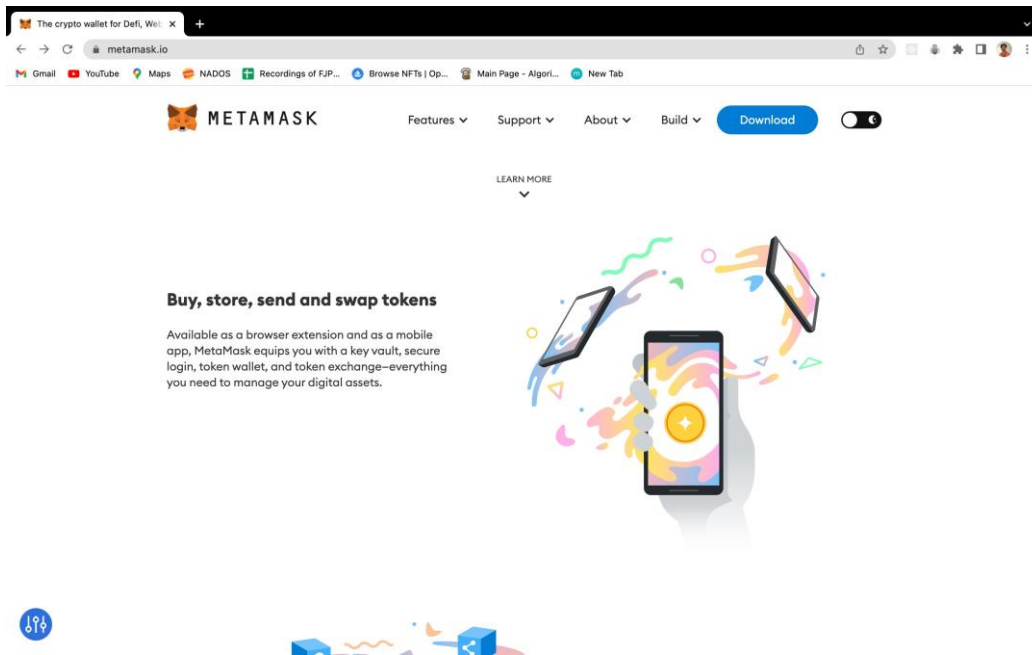 The crypto wallet for Defi, Web
metamask.io
Gmail YouTube Maps NADOS Recordings of FJP... Browse NFTs | Op... Main Page - Algori... New Tab
METAMASK Features Support About Build Download
LEARN MORE
Buy, store, send and swap tokens
Available as a browser extension and as a mobile
app, MetaMask equips you with a key vault, secure
login, token wallet, and token exchange—everything
you need to manage your digital assets.